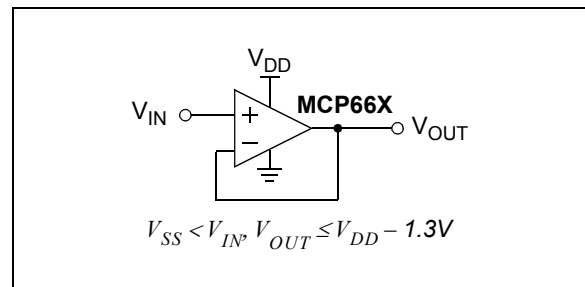 V_DD
MCP66X
V_IN
+
V_OUT
−
V_SS < V_IN, V_OUT ≤ V_DD – 1.3V